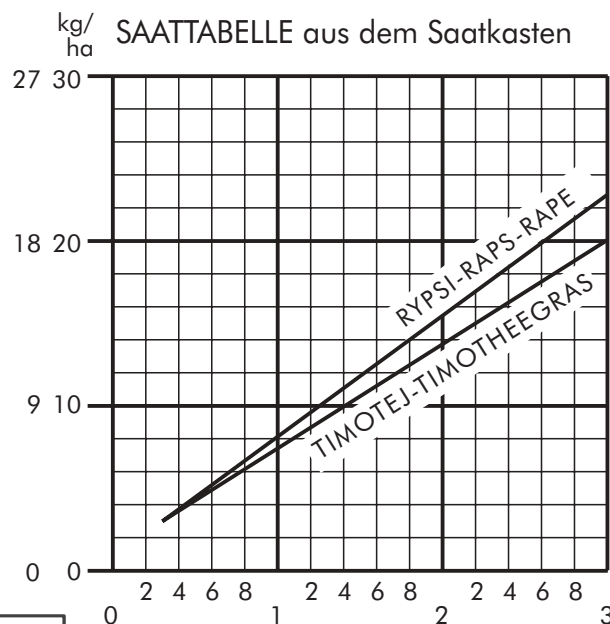 kg/
ha
SAATTABELLE aus dem Saatkasten
27 30
18 20
9 10
0 0
RYPSI-RAPS-RAPE
TIMOTEJ-TIMOTHEEGRAS
2 4 6 8 2 4 6 8 2 4 6 8
0 1 2 3